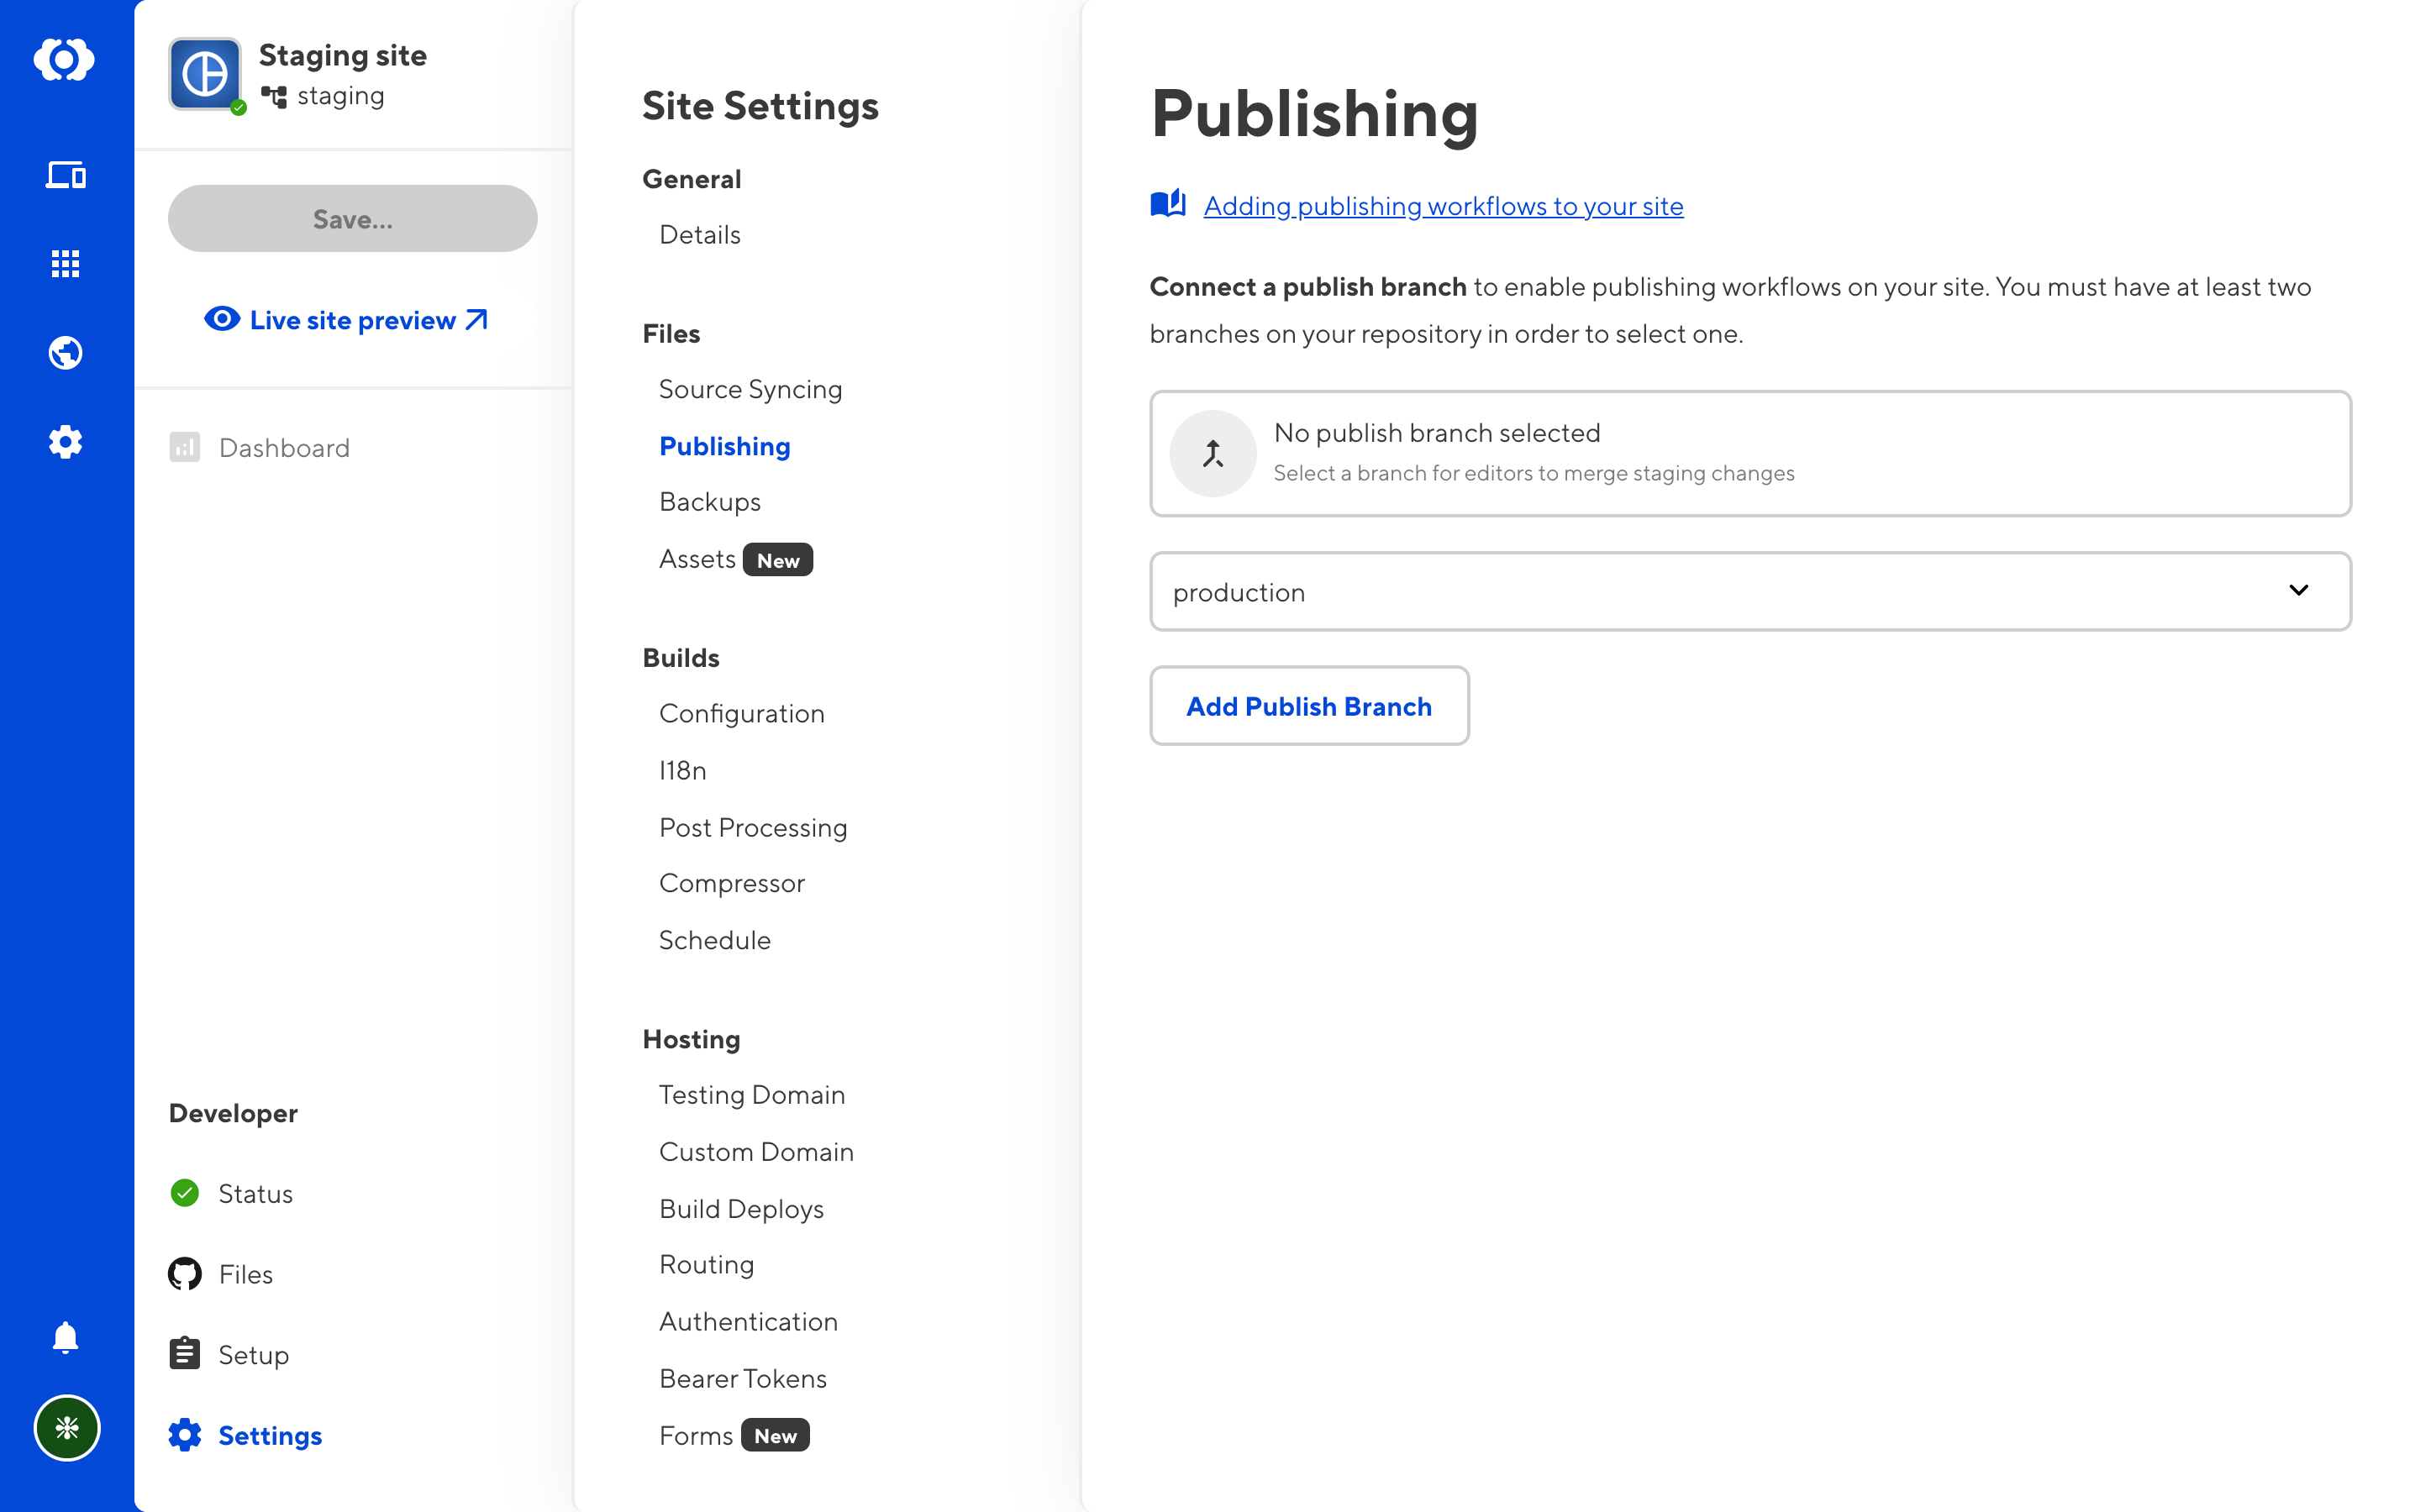 Staging site
staging
Save...
Live site preview
Dashboard
Developer
Status
Files
Setup
Settings
Site Settings
General
Details
Files
Source Syncing
Publishing
Backups
Assets New
Builds
Configuration
I18n
Post Processing
Compressor
Schedule
Hosting
Testing Domain
Custom Domain
Build Deploys
Routing
Authentication
Bearer Tokens
Forms New
Publishing
Adding publishing workflows to your site
Connect a publish branch to enable publishing workflows on your site. You must have at least two
branches on your repository in order to select one.
No publish branch selected
Select a branch for editors to merge staging changes
production
Add Publish Branch